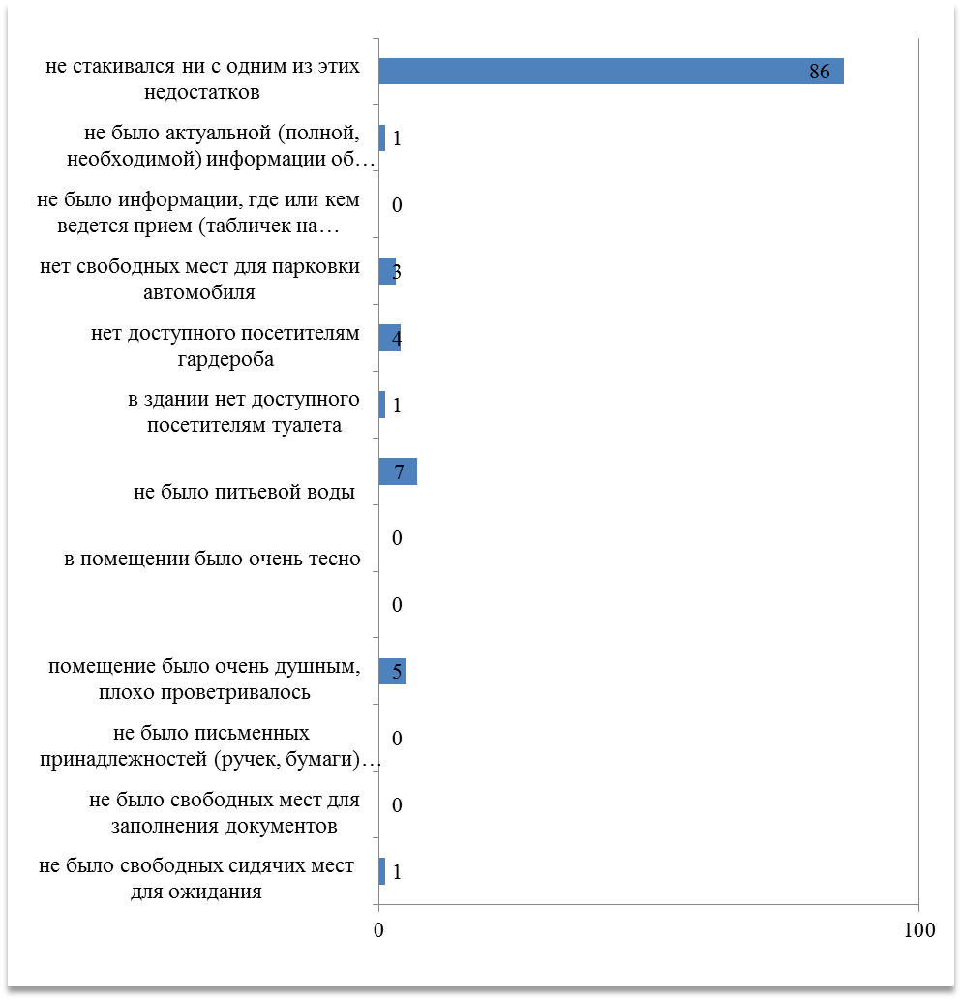 не стакивался ни с одним из этих
недостатков
86
не было актуальной (полной,
необходимой) информации об…
1
не было информации, где или кем
ведется прием (табличек на…
0
нет свободных мест для парковки
автомобиля
3
нет доступного посетителям
гардероба
4
в здании нет доступного
посетителям туалета
1
не было питьевой воды
7
в помещении было очень тесно
0
0
помещение было очень душным,
плохо проветривалось
5
не было письменных
принадлежностей (ручек, бумаги)…
0
не было свободных мест для
заполнения документов
0
не было свободных сидячих мест
для ожидания
1
0
100